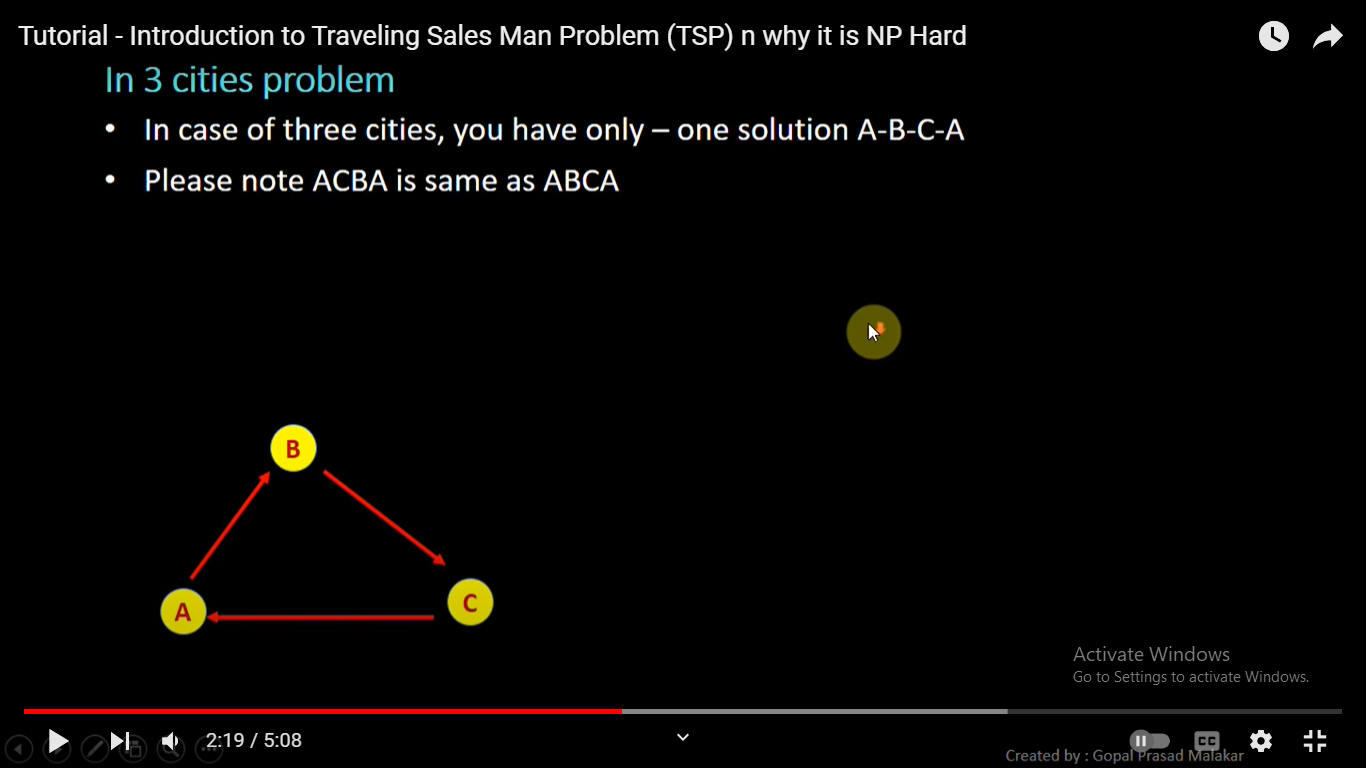 Tutorial - Introduction to Traveling Sales Man Problem (TSP) n why it is NP Hard
In 3 cities problem
• In case of three cities, you have only – one solution A-B-C-A
• Please note ACBA is same as ABCA
B
A
C
Activate Windows
Go to Settings to activate Windows.
2:19 / 5:08
CC
Created by : Gopal Prasad Malakar